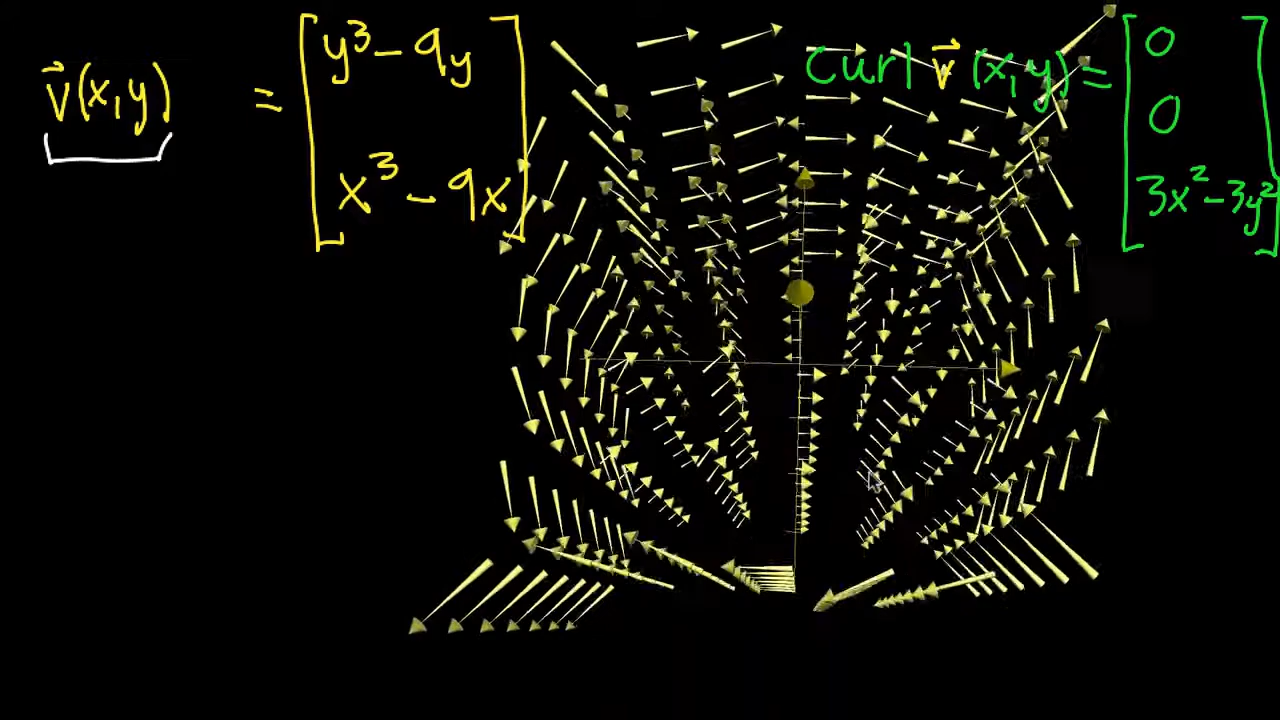 v⃗(x,y) = [ y³ - 9y
x³ - 9x ]
Curl v⃗ (x,y) = [ 0
0
3x² - 3y² ]